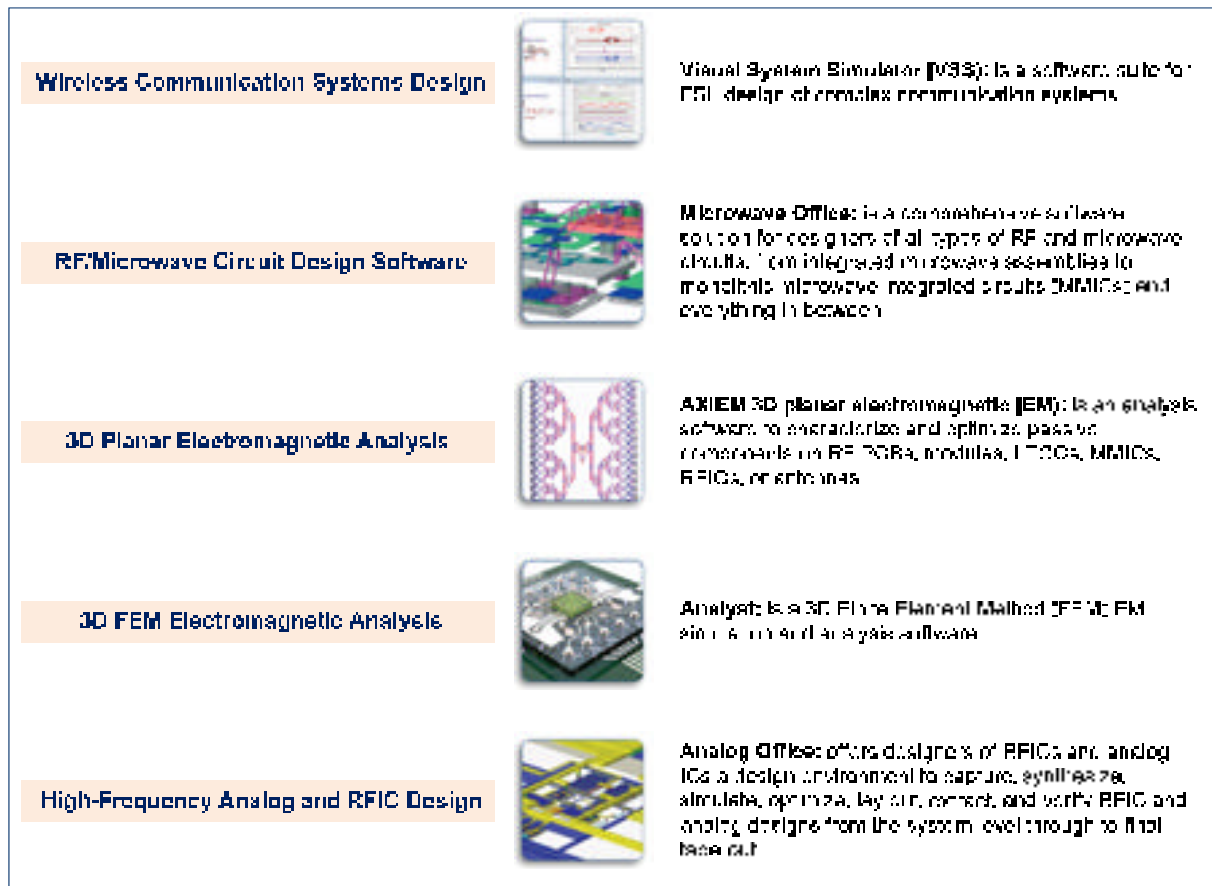 Wireless Communication Systems Design
Visual System Simulator (VSS): is a software suite for
ESL design of complex communication systems
RF/Microwave Circuit Design Software
Microwave Office: is a comprehensive software
solution for designers of all types of RF and microwave
circuits, from integrated microwave assemblies to
monolithic microwave integrated circuits (MMICs) and
everything in between
3D Planar Electromagnetic Analysis
AXIEM 3D planar electromagnetic (EM): is an analysis
software to characterize and optimize passive
components on RF PCBs, modules, LTCCs, MMICs,
RFICs, or antennas
3D FEM Electromagnetic Analysis
Analyst: is a 3D Finite Element Method (FEM) EM
simulation and analysis software
High-Frequency Analog and RFIC Design
Analog Office: offers designers of RFICs and analog
ICs a design environment to capture, synthesize,
simulate, optimize, lay out, extract, and verify RFIC and
analog designs from the system level through to final
tape-out